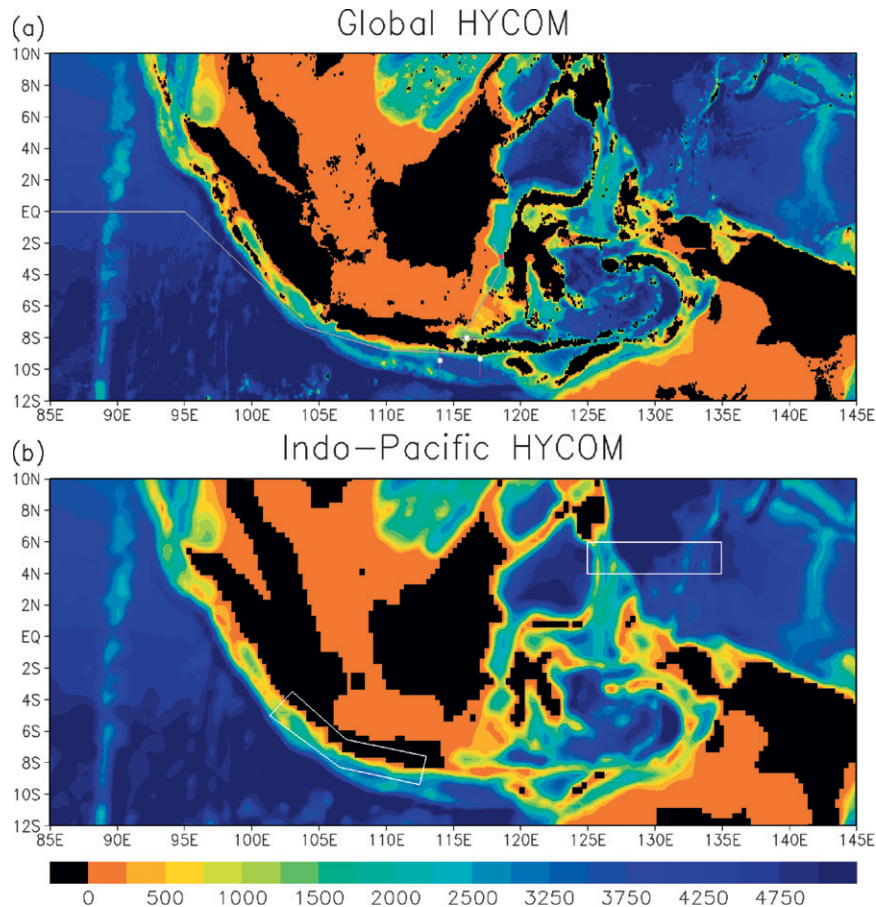 (a) Global HYCOM
10N
8N
6N
4N
2N
EQ
2S
4S
6S
8S
10S
12S
85E 90E 95E 100E 105E 110E 115E 120E 125E 130E 135E 140E 145E
(b) Indo-Pacific HYCOM
10N
8N
6N
4N
2N
EQ
2S
4S
6S
8S
10S
12S
85E 90E 95E 100E 105E 110E 115E 120E 125E 130E 135E 140E 145E
0 500 1000 1500 2000 2500 3250 3750 4250 4750